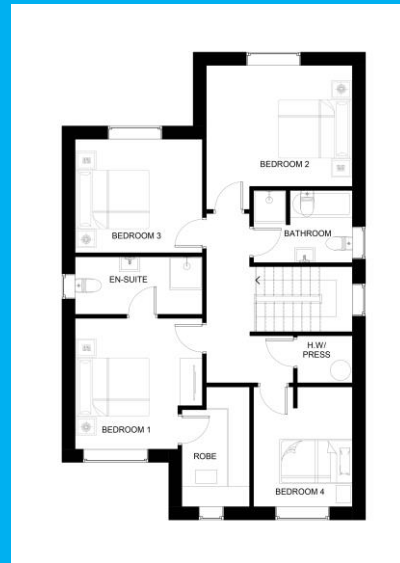 BEDROOM 2
BEDROOM 3
BATHROOM
EN-SUITE
H.W/
PRESS
BEDROOM 1
ROBE
BEDROOM 4